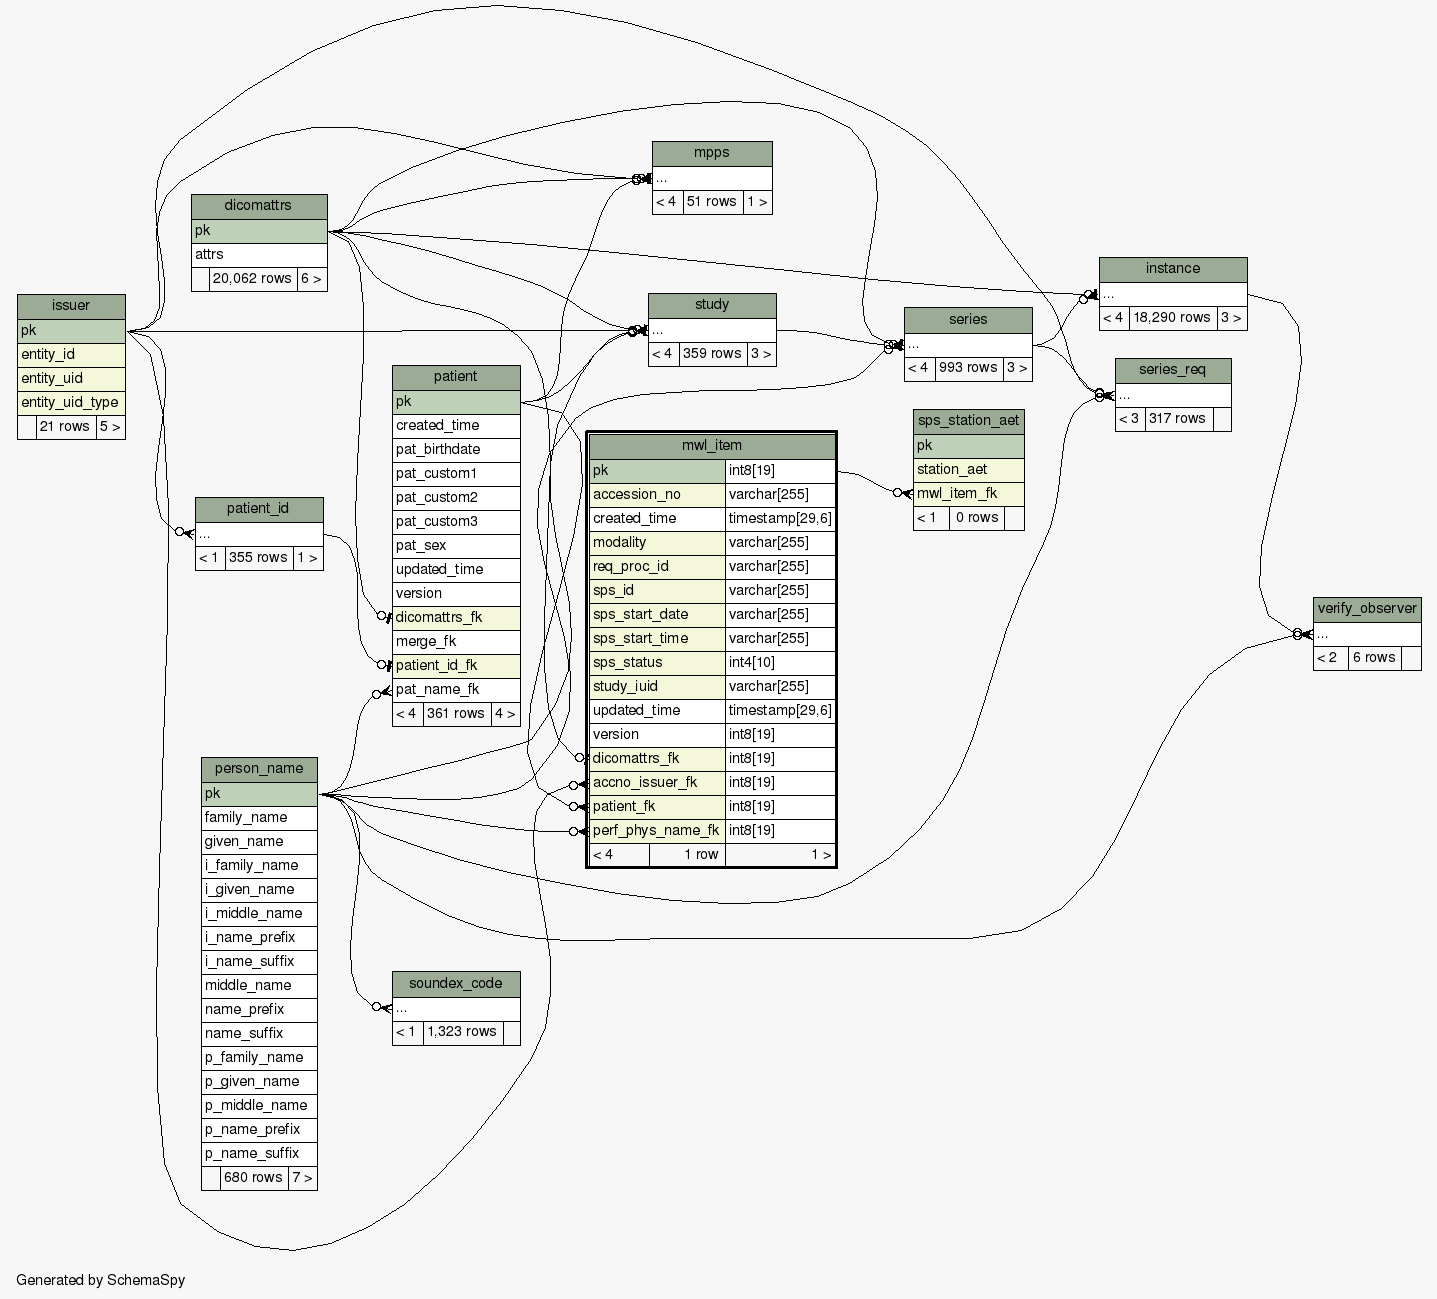 mpps
...
< 4 51 rows 1 >
dicomattrs
pk
attrs
20,062 rows 6 >
issuer
pk
entity_id
entity_uid
entity_uid_type
21 rows 5 >
study
...
< 4 359 rows 3 >
series
...
< 4 993 rows 3 >
instance
...
< 4 18,290 rows 3 >
series_req
...
< 3 317 rows
patient
pk
created_time
pat_birthdate
pat_custom1
pat_custom2
pat_custom3
pat_sex
updated_time
version
dicomattrs_fk
merge_fk
patient_id_fk
pat_name_fk
< 4 361 rows 4 >
sps_station_aet
pk
station_aet
mwl_item_fk
< 1 0 rows
mwl_item
pk int8[19]
accession_no varchar[255]
created_time timestamp[29,6]
modality varchar[255]
req_proc_id varchar[255]
sps_id varchar[255]
sps_start_date varchar[255]
sps_start_time varchar[255]
sps_status int4[10]
study_iuid varchar[255]
updated_time timestamp[29,6]
version int8[19]
dicomattrs_fk int8[19]
accno_issuer_fk int8[19]
patient_fk int8[19]
perf_phys_name_fk int8[19]
< 4 1 row 1 >
patient_id
...
< 1 355 rows 1 >
verify_observer
...
< 2 6 rows
person_name
pk
family_name
given_name
i_family_name
i_given_name
i_middle_name
i_name_prefix
i_name_suffix
middle_name
name_prefix
name_suffix
p_family_name
p_given_name
p_middle_name
p_name_prefix
p_name_suffix
680 rows 7 >
soundex_code
...
< 1 1,323 rows
Generated by SchemaSpy